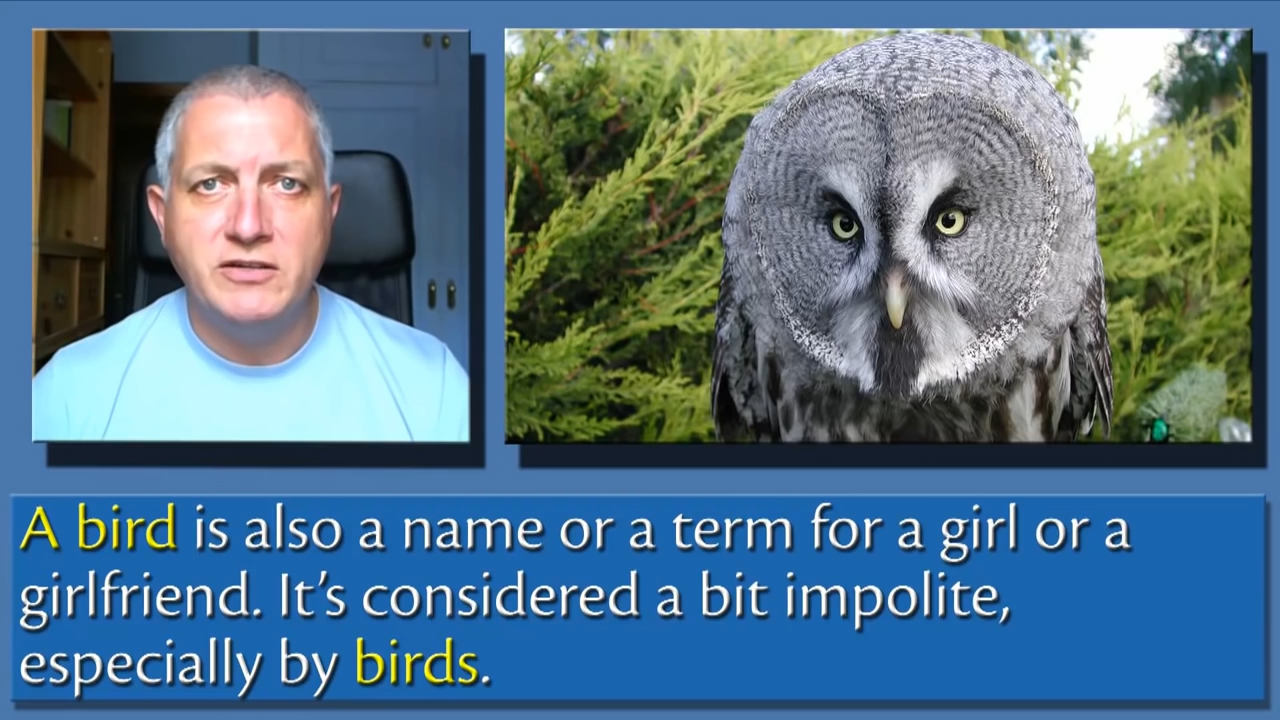 A bird is also a name or a term for a girl or a
girlfriend. It's considered a bit impolite,
especially by birds.